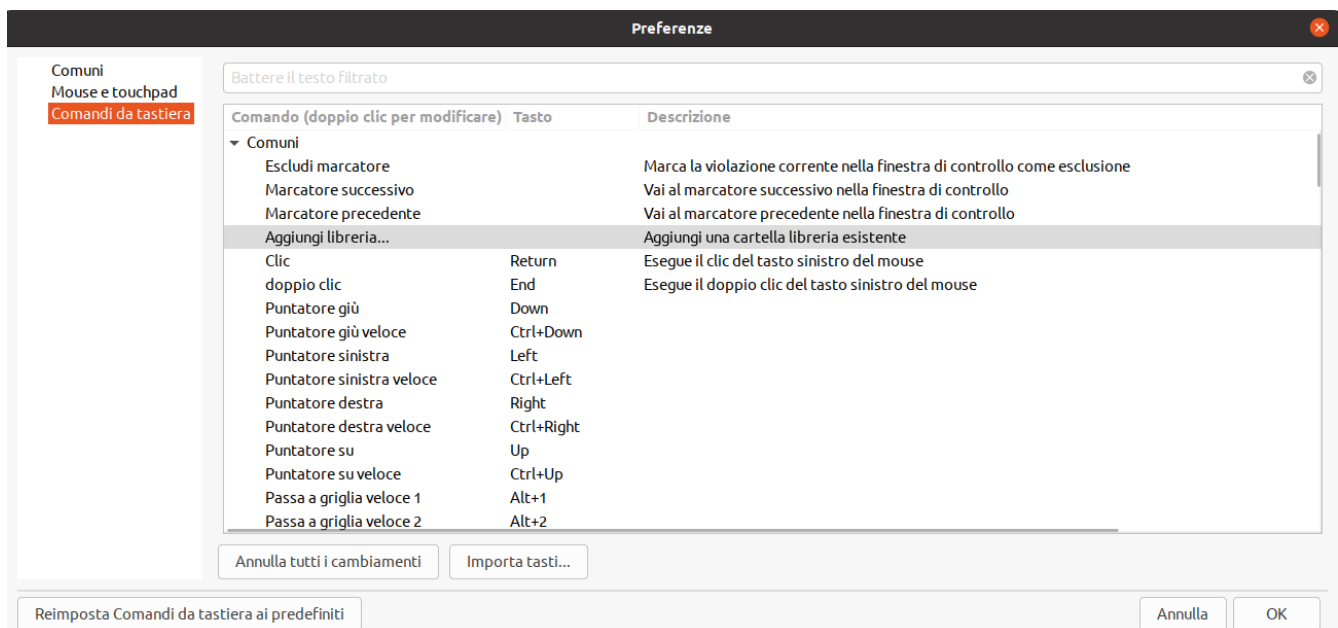 Preferenze
Comuni
Mouse e touchpad
Comandi da tastiera
Battere il testo filtrato
Comando (doppio clic per modificare) Tasto Descrizione
Comuni
Escludi marcatore Marca la violazione corrente nella finestra di controllo come esclusione
Marcatore successivo Vai al marcatore successivo nella finestra di controllo
Marcatore precedente Vai al marcatore precedente nella finestra di controllo
Aggiungi libreria... Aggiungi una cartella libreria esistente
Clic Return Esegue il clic del tasto sinistro del mouse
doppio clic End Esegue il doppio clic del tasto sinistro del mouse
Puntatore giù Down
Puntatore giù veloce Ctrl+Down
Puntatore sinistra Left
Puntatore sinistra veloce Ctrl+Left
Puntatore destra Right
Puntatore destra veloce Ctrl+Right
Puntatore su Up
Puntatore su veloce Ctrl+Up
Passa a griglia veloce 1 Alt+1
Passa a griglia veloce 2 Alt+2
Annulla tutti i cambiamenti Importa tasti...
Reimposta Comandi da tastiera ai predefiniti Annulla OK